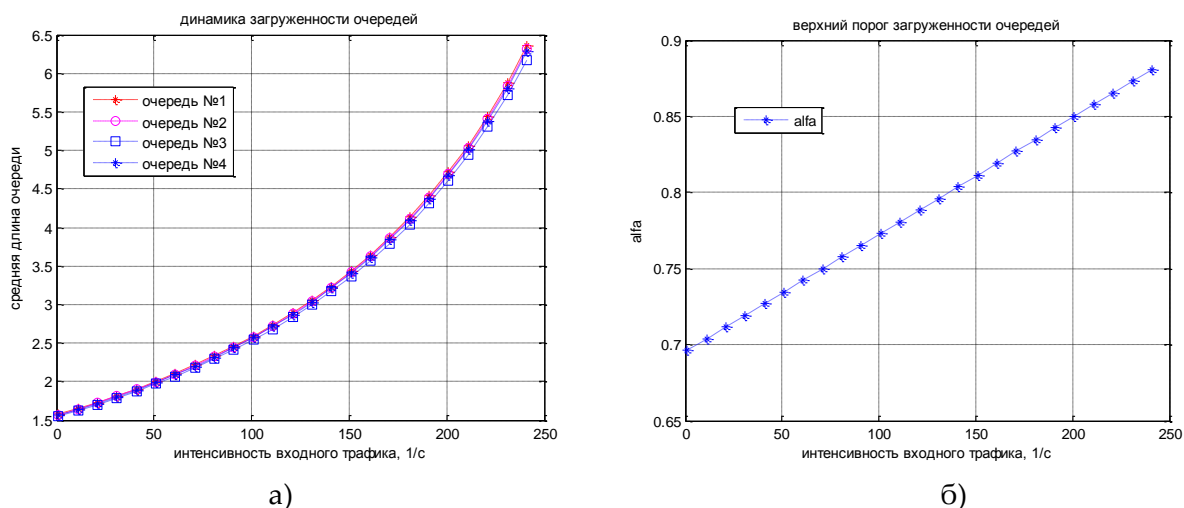 динамика загруженности очередей
6.5
6
5.5
5
4.5
4
3.5
3
2.5
2
1.5
средняя длина очереди
очередь №1
очередь №2
очередь №3
очередь №4
0 50 100 150 200 250
интенсивность входного трафика, 1/с
а)
верхний порог загруженности очередей
0.9
0.85
0.8
0.75
0.7
0.65
alfa
alfa
0 50 100 150 200 250
интенсивность входного трафика, 1/с
б)